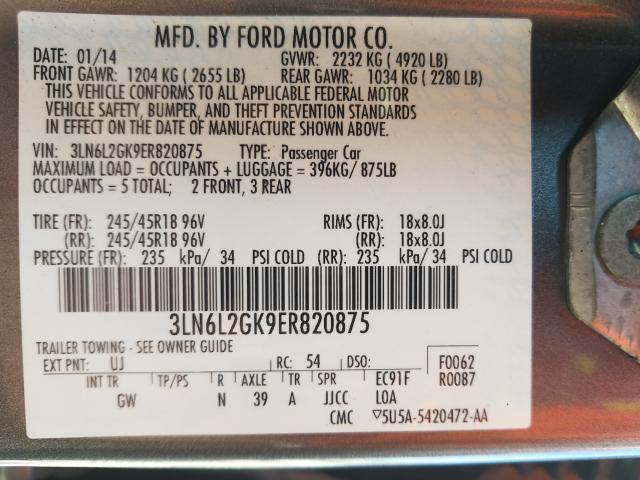 MFD. BY FORD MOTOR CO.
DATE: 01/14 GVWR: 2232 KG ( 4920 LB)
FRONT GAWR: 1204 KG ( 2655 LB) REAR GAWR: 1034 KG ( 2280 LB)
THIS VEHICLE CONFORMS TO ALL APPLICABLE FEDERAL MOTOR
VEHICLE SAFETY, BUMPER, AND THEFT PREVENTION STANDARDS
IN EFFECT ON THE DATE OF MANUFACTURE SHOWN ABOVE.
VIN: 3LN6L2GK9ER820875 TYPE: Passenger Car
MAXIMUM LOAD = OCCUPANTS + LUGGAGE = 396KG/ 875LB
OCCUPANTS = 5 TOTAL; 2 FRONT, 3 REAR
TIRE (FR): 245/45R18 96V RIMS (FR): 18x8.0J
(RR): 245/45R18 96V (RR): 18x8.0J
PRESSURE (FR): 235 kPa/ 34 PSI COLD (RR): 235 kPa/ 34 PSI COLD
3LN6L2GK9ER820875
TRAILER TOWING - SEE OWNER GUIDE
EXT PNT: UJ RC: 54 DSO: F0062
INT TR TP/PS R AXLE TR SPR EC91F R0087
GW N 39 A JJCC LOA
CMC ▽5U5A-5420472-AA